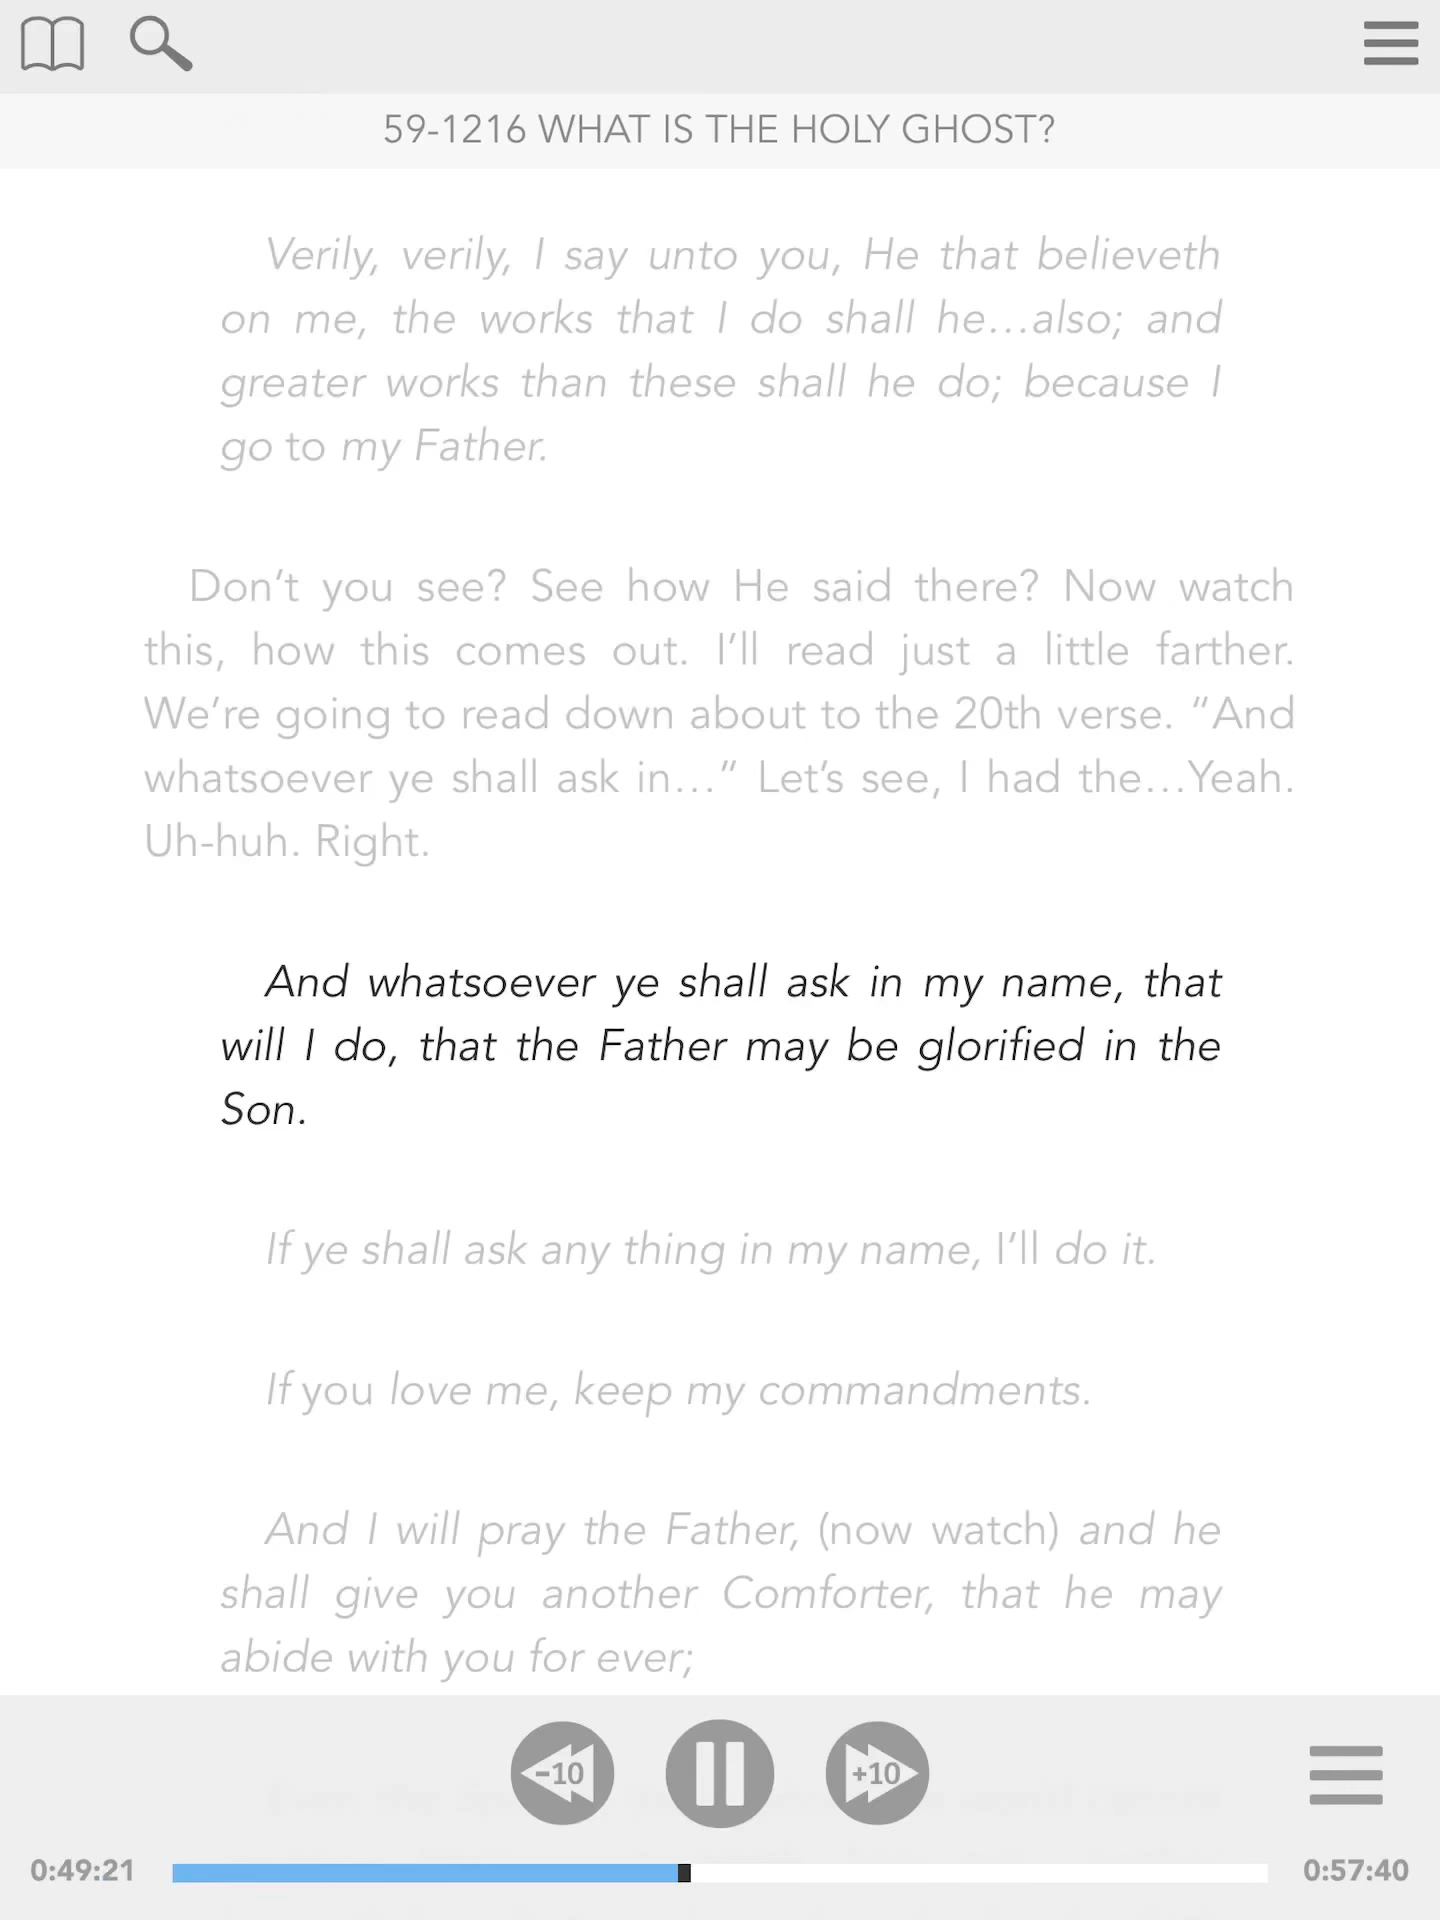 59-1216 WHAT IS THE HOLY GHOST?
Verily, verily, I say unto you, He that believeth
on me, the works that I do shall he…also; and
greater works than these shall he do; because I
go to my Father.
Don’t you see? See how He said there? Now watch
this, how this comes out. I’ll read just a little farther.
We’re going to read down about to the 20th verse. “And
whatsoever ye shall ask in…” Let’s see, I had the…Yeah.
Uh-huh. Right.
And whatsoever ye shall ask in my name, that
will I do, that the Father may be glorified in the
Son.
If ye shall ask any thing in my name, I’ll do it.
If you love me, keep my commandments.
And I will pray the Father, (now watch) and he
shall give you another Comforter, that he may
abide with you for ever;
-10
+10
0:49:21
0:57:40